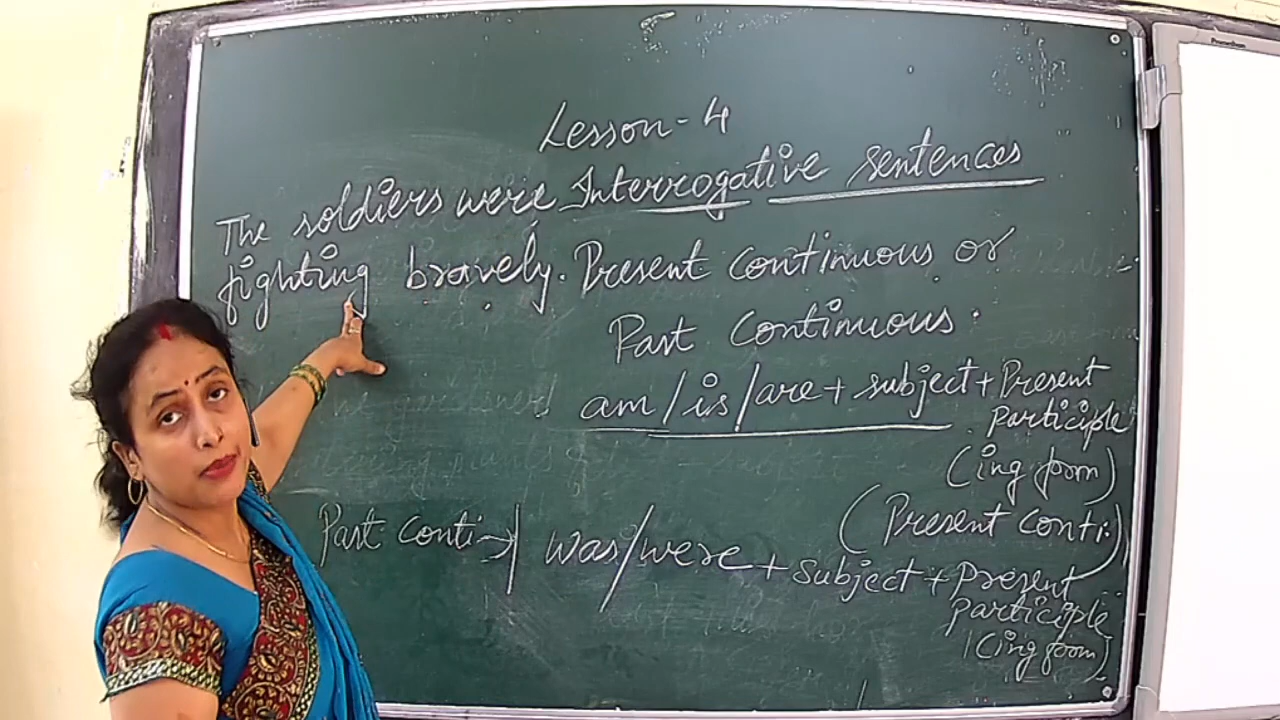 Lesson-4
Interrogative sentences
The soldiers were
fighting bravely.
Present continuous or
Past Continuous.
am/is/are + subject + Present
participle
(ing form)
(Present conti.)
Past conti → was/were + subject + Present
participle
(ing form)